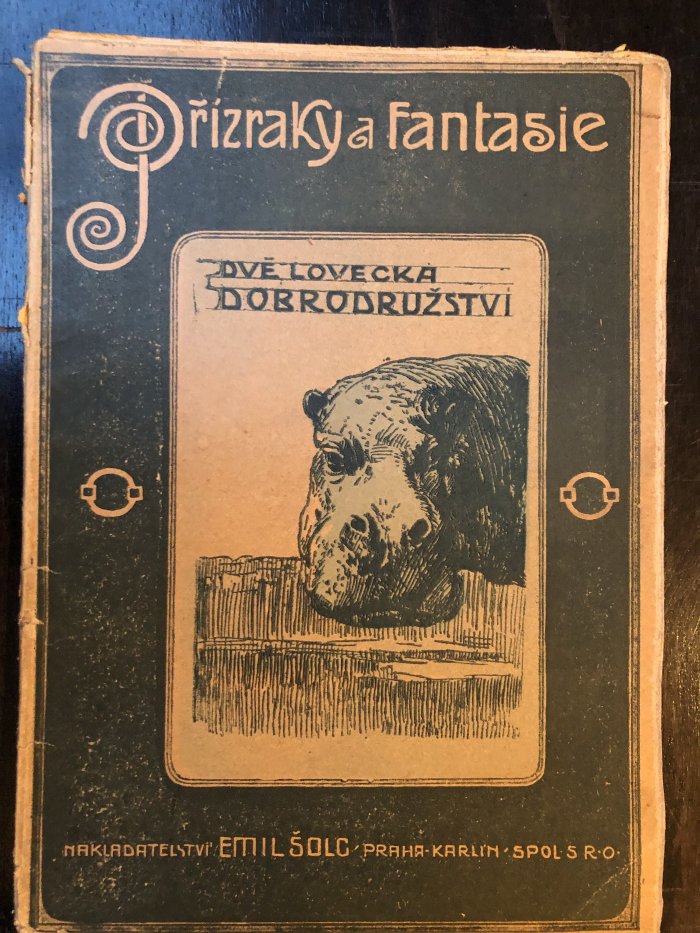 Přízraky a Fantasie
DVĚ LOVECKÁ
DOBRODRUŽSTVÍ
NAKLADATELSTVÍ EMIL ŠOLC, PRAHA-KARLÍN, SPOL. S R.O.